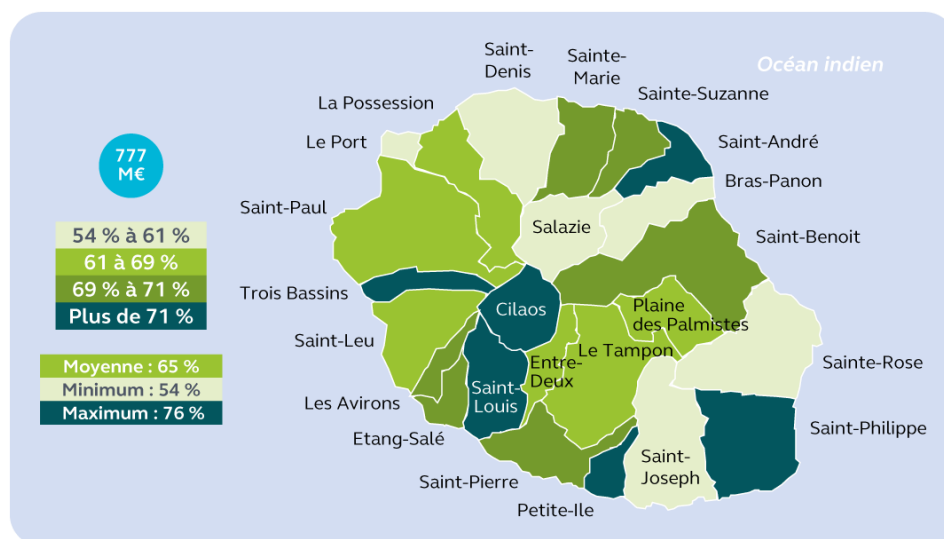 Océan indien
Saint-
Denis
Sainte-
Marie
Sainte-Suzanne
La Possession
Le Port
Saint-André
Bras-Panon
777
M€
Saint-Paul
Salazie
Saint-Benoit
54 % à 61 %
61 à 69 %
69 % à 71 %
Plus de 71 %
Trois Bassins
Cilaos
Plaine
des Palmistes
Saint-Leu
Le Tampon
Entre-
Deux
Sainte-Rose
Moyenne : 65 %
Minimum : 54 %
Maximum : 76 %
Saint-
Louis
Les Avirons
Saint-Philippe
Etang-Salé
Saint-
Joseph
Saint-Pierre
Petite-Ile